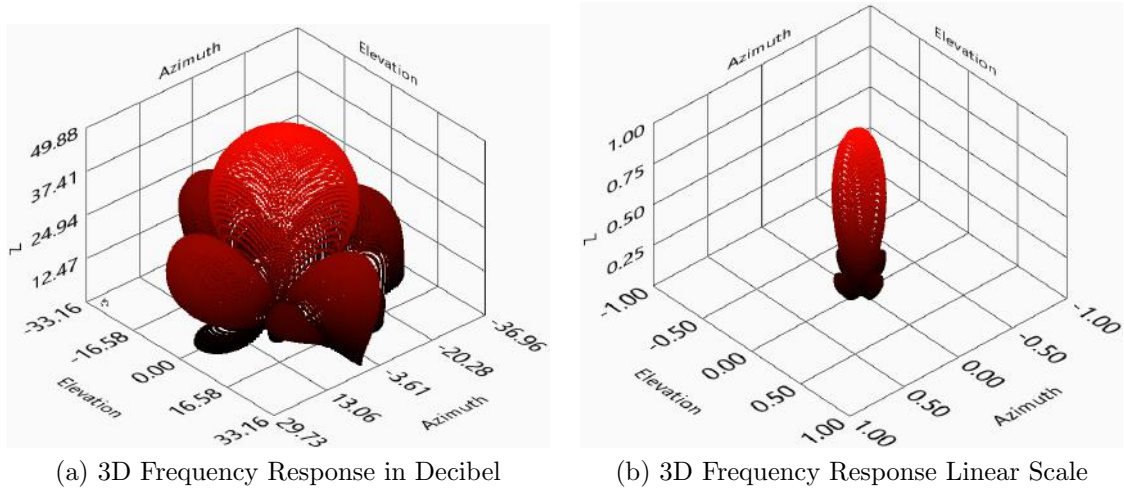 Azimuth
Elevation
49.88
37.41
24.94
12.47
Z
-33.16
-16.58
0.00
16.58
33.16
Elevation
-36.96
-20.28
-3.61
13.06
29.73
Azimuth
(a) 3D Frequency Response in Decibel
Azimuth
Elevation
1.00
0.75
0.50
0.25
Z
-1.00
-0.50
0.00
0.50
1.00
Elevation
-1.00
-0.50
0.00
0.50
1.00
Azimuth
(b) 3D Frequency Response Linear Scale